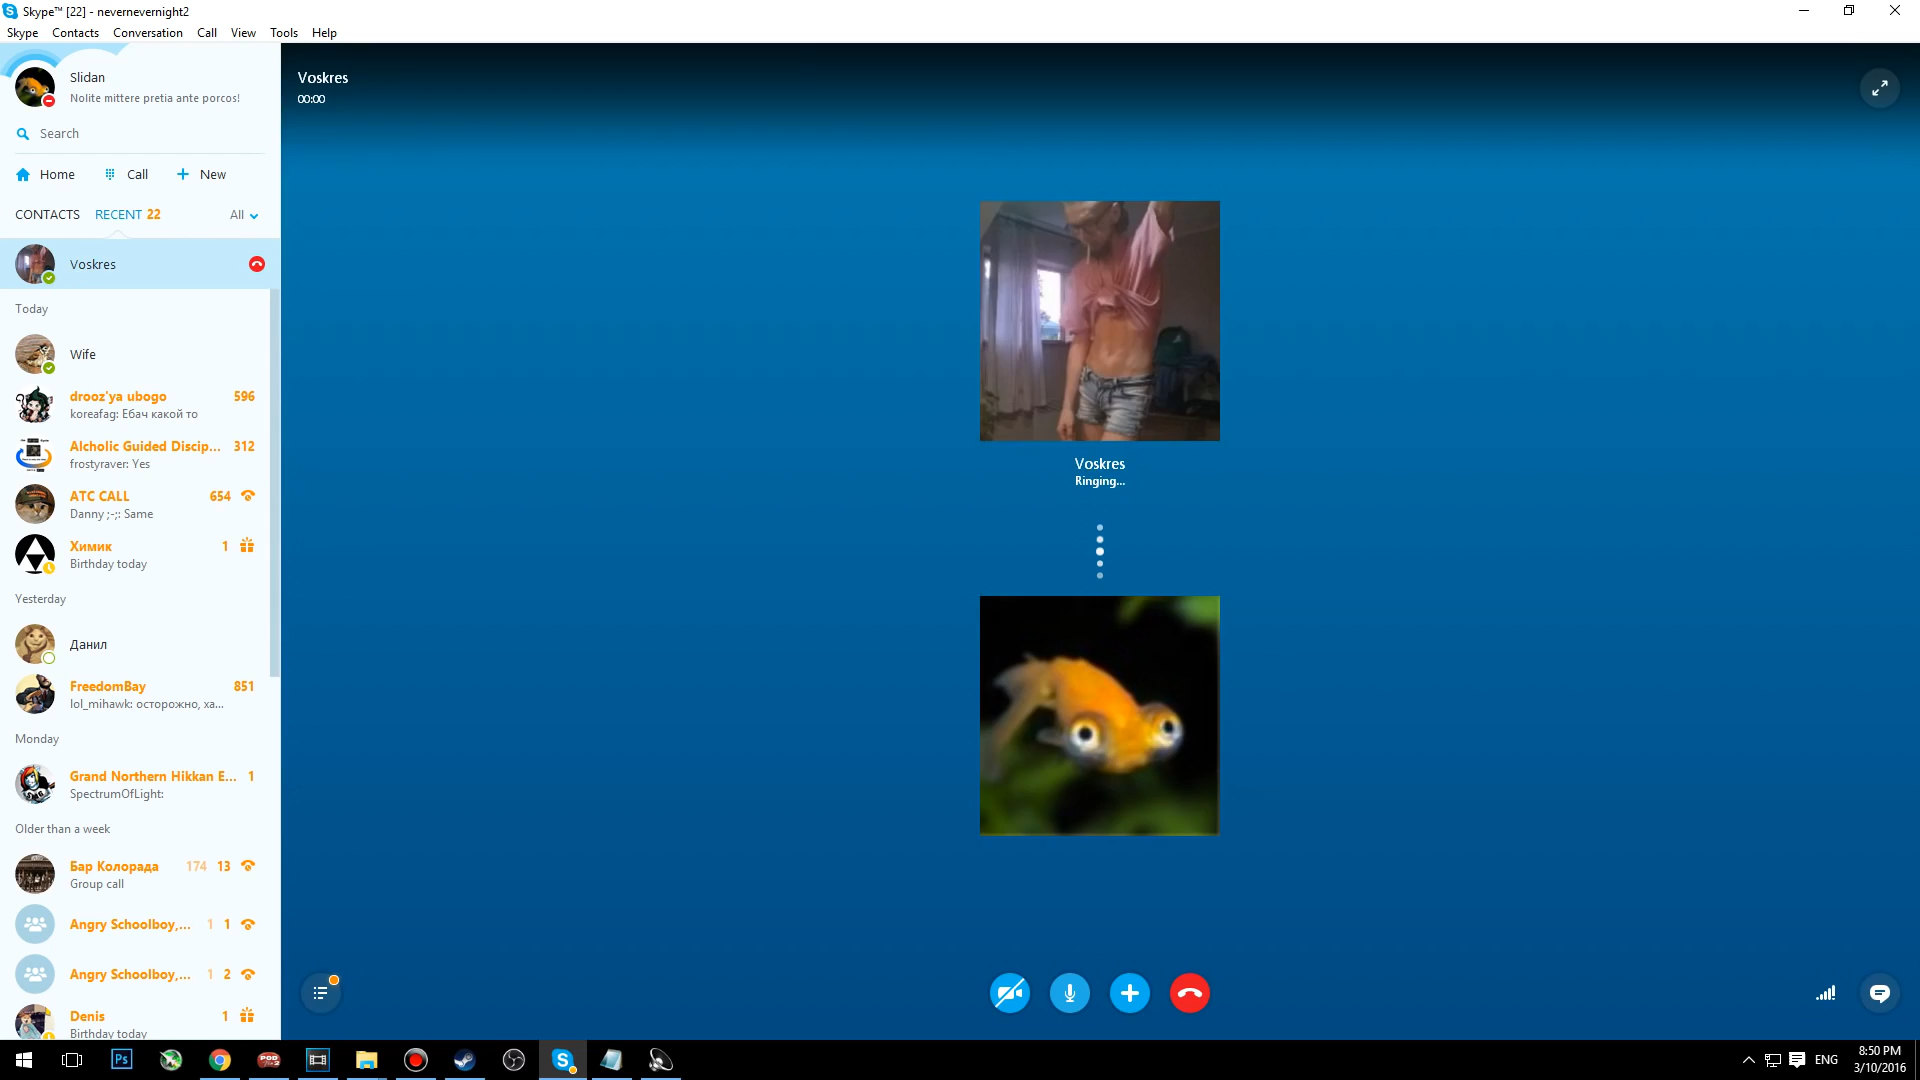 Skype™ [22] - nevernevernight2
Skype Contacts Conversation Call View Tools Help
Slidan
Nolite mittere pretia ante porcos!
Search
Home Call New
CONTACTS RECENT 22 All
Voskres
Today
Wife
drooz'ya ubogo 596
koreafag: Ебач какой то
Alcholic Guided Discip... 312
frostyraver: Yes
ATC CALL 654
Danny ;-;: Same
Химик 1
Birthday today
Yesterday
Данил
FreedomBay 851
lol_mihawk: осторожно, ха...
Monday
Grand Northern Hikkan E... 1
SpectrumOfLight:
Older than a week
Бар Колорада 174 13
Group call
Angry Schoolboy,... 1 1
Angry Schoolboy,... 1 2
Denis 1
Birthday today
Voskres
00:00
Voskres
Ringing...
Ps
POD
ENG
8:50 PM
3/10/2016